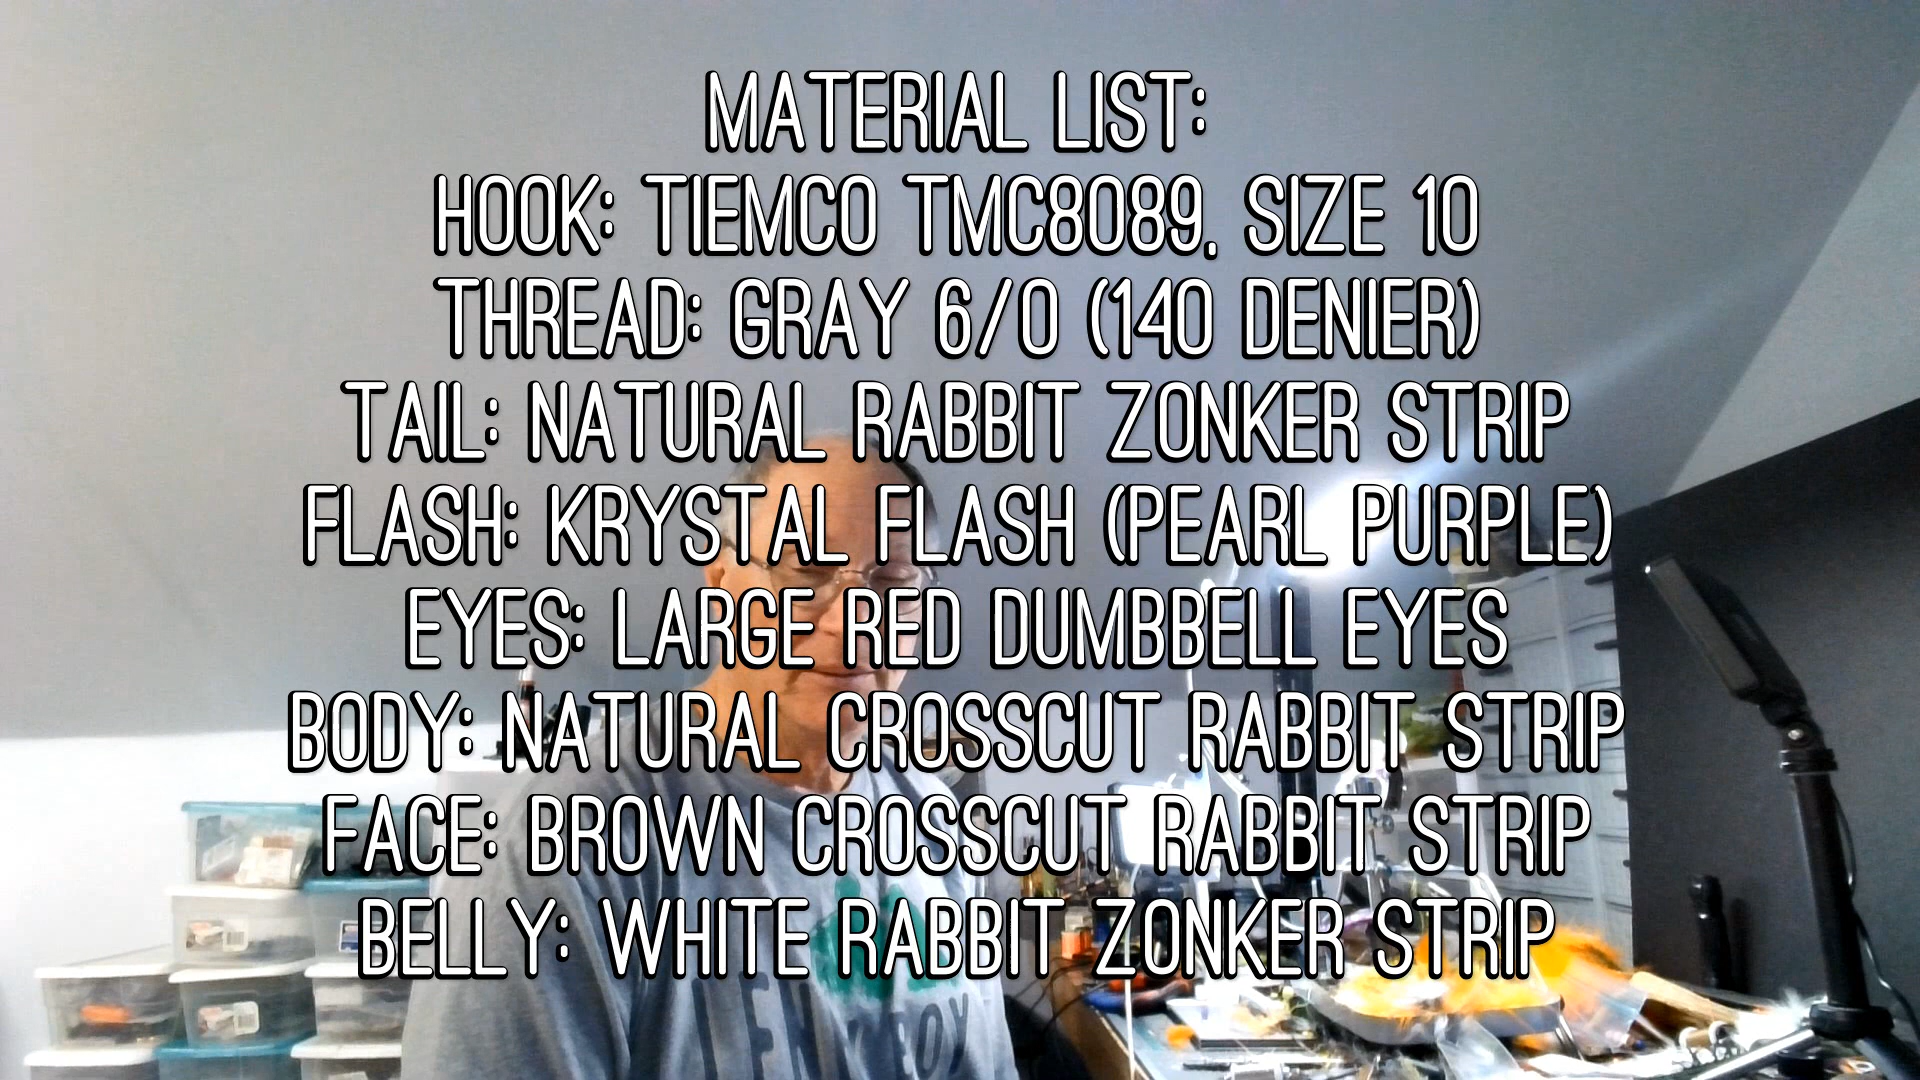 MATERIAL LIST:
HOOK: TIEMCO TMC8089, SIZE 10
THREAD: GRAY 6/0 (140 DENIER)
TAIL: NATURAL RABBIT ZONKER STRIP
FLASH: KRYSTAL FLASH (PEARL PURPLE)
EYES: LARGE RED DUMBBELL EYES
BODY: NATURAL CROSSCUT RABBIT STRIP
FACE: BROWN CROSSCUT RABBIT STRIP
BELLY: WHITE RABBIT ZONKER STRIP